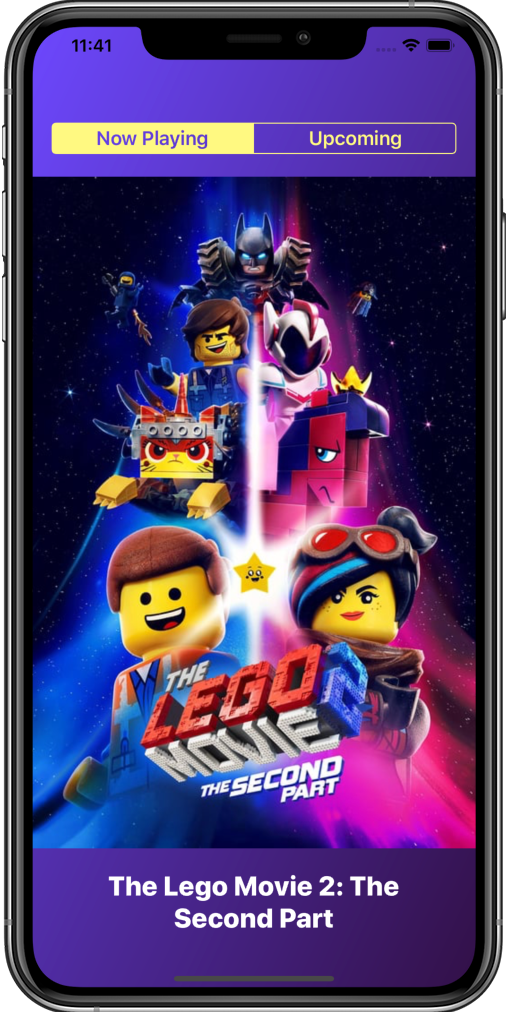 11:41
Now Playing
Upcoming
THE
LEGO
MOVIE 2
THE SECOND
PART
The Lego Movie 2: The
Second Part